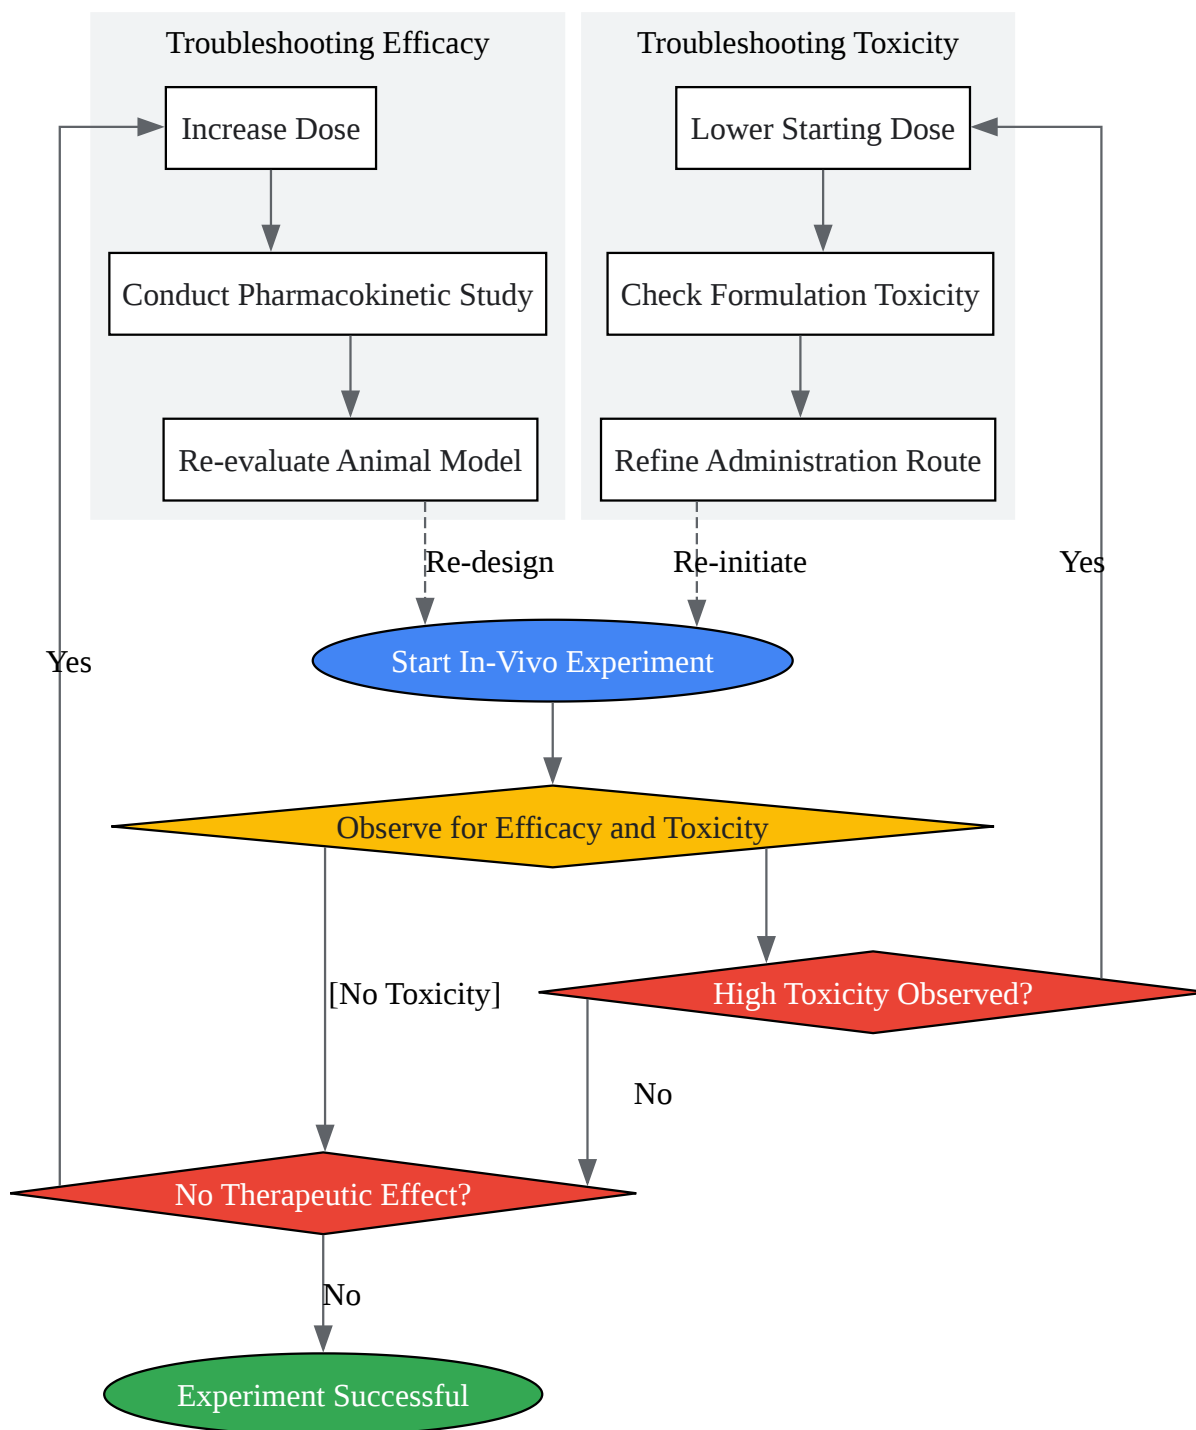 Troubleshooting Efficacy
Troubleshooting Toxicity
Increase Dose
Lower Starting Dose
Conduct Pharmacokinetic Study
Check Formulation Toxicity
Re-evaluate Animal Model
Refine Administration Route
Re-design
Re-initiate
Yes
Yes
Start In-Vivo Experiment
Observe for Efficacy and Toxicity
[No Toxicity]
High Toxicity Observed?
No
No Therapeutic Effect?
No
Experiment Successful